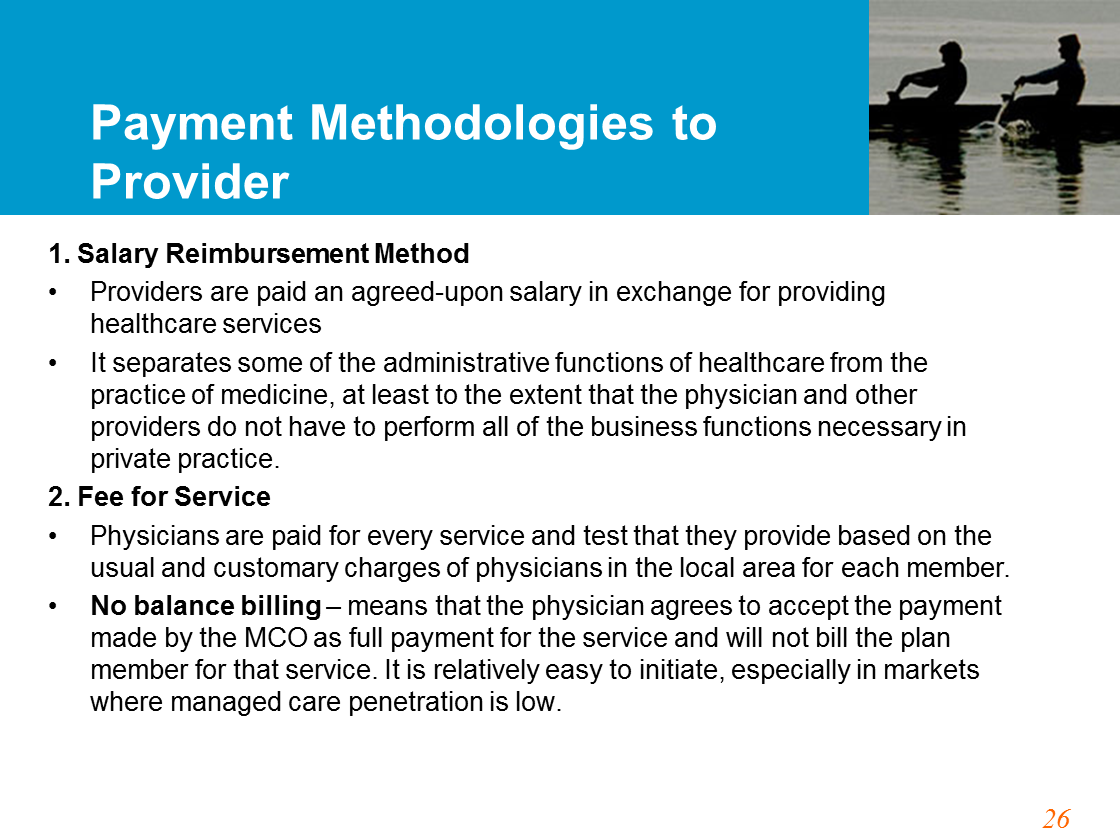 Payment Methodologies to
Provider
1. Salary Reimbursement Method
• Providers are paid an agreed-upon salary in exchange for providing
healthcare services
• It separates some of the administrative functions of healthcare from the
practice of medicine, at least to the extent that the physician and other
providers do not have to perform all of the business functions necessary in
private practice.
2. Fee for Service
• Physicians are paid for every service and test that they provide based on the
usual and customary charges of physicians in the local area for each member.
• No balance billing – means that the physician agrees to accept the payment
made by the MCO as full payment for the service and will not bill the plan
member for that service. It is relatively easy to initiate, especially in markets
where managed care penetration is low.
26